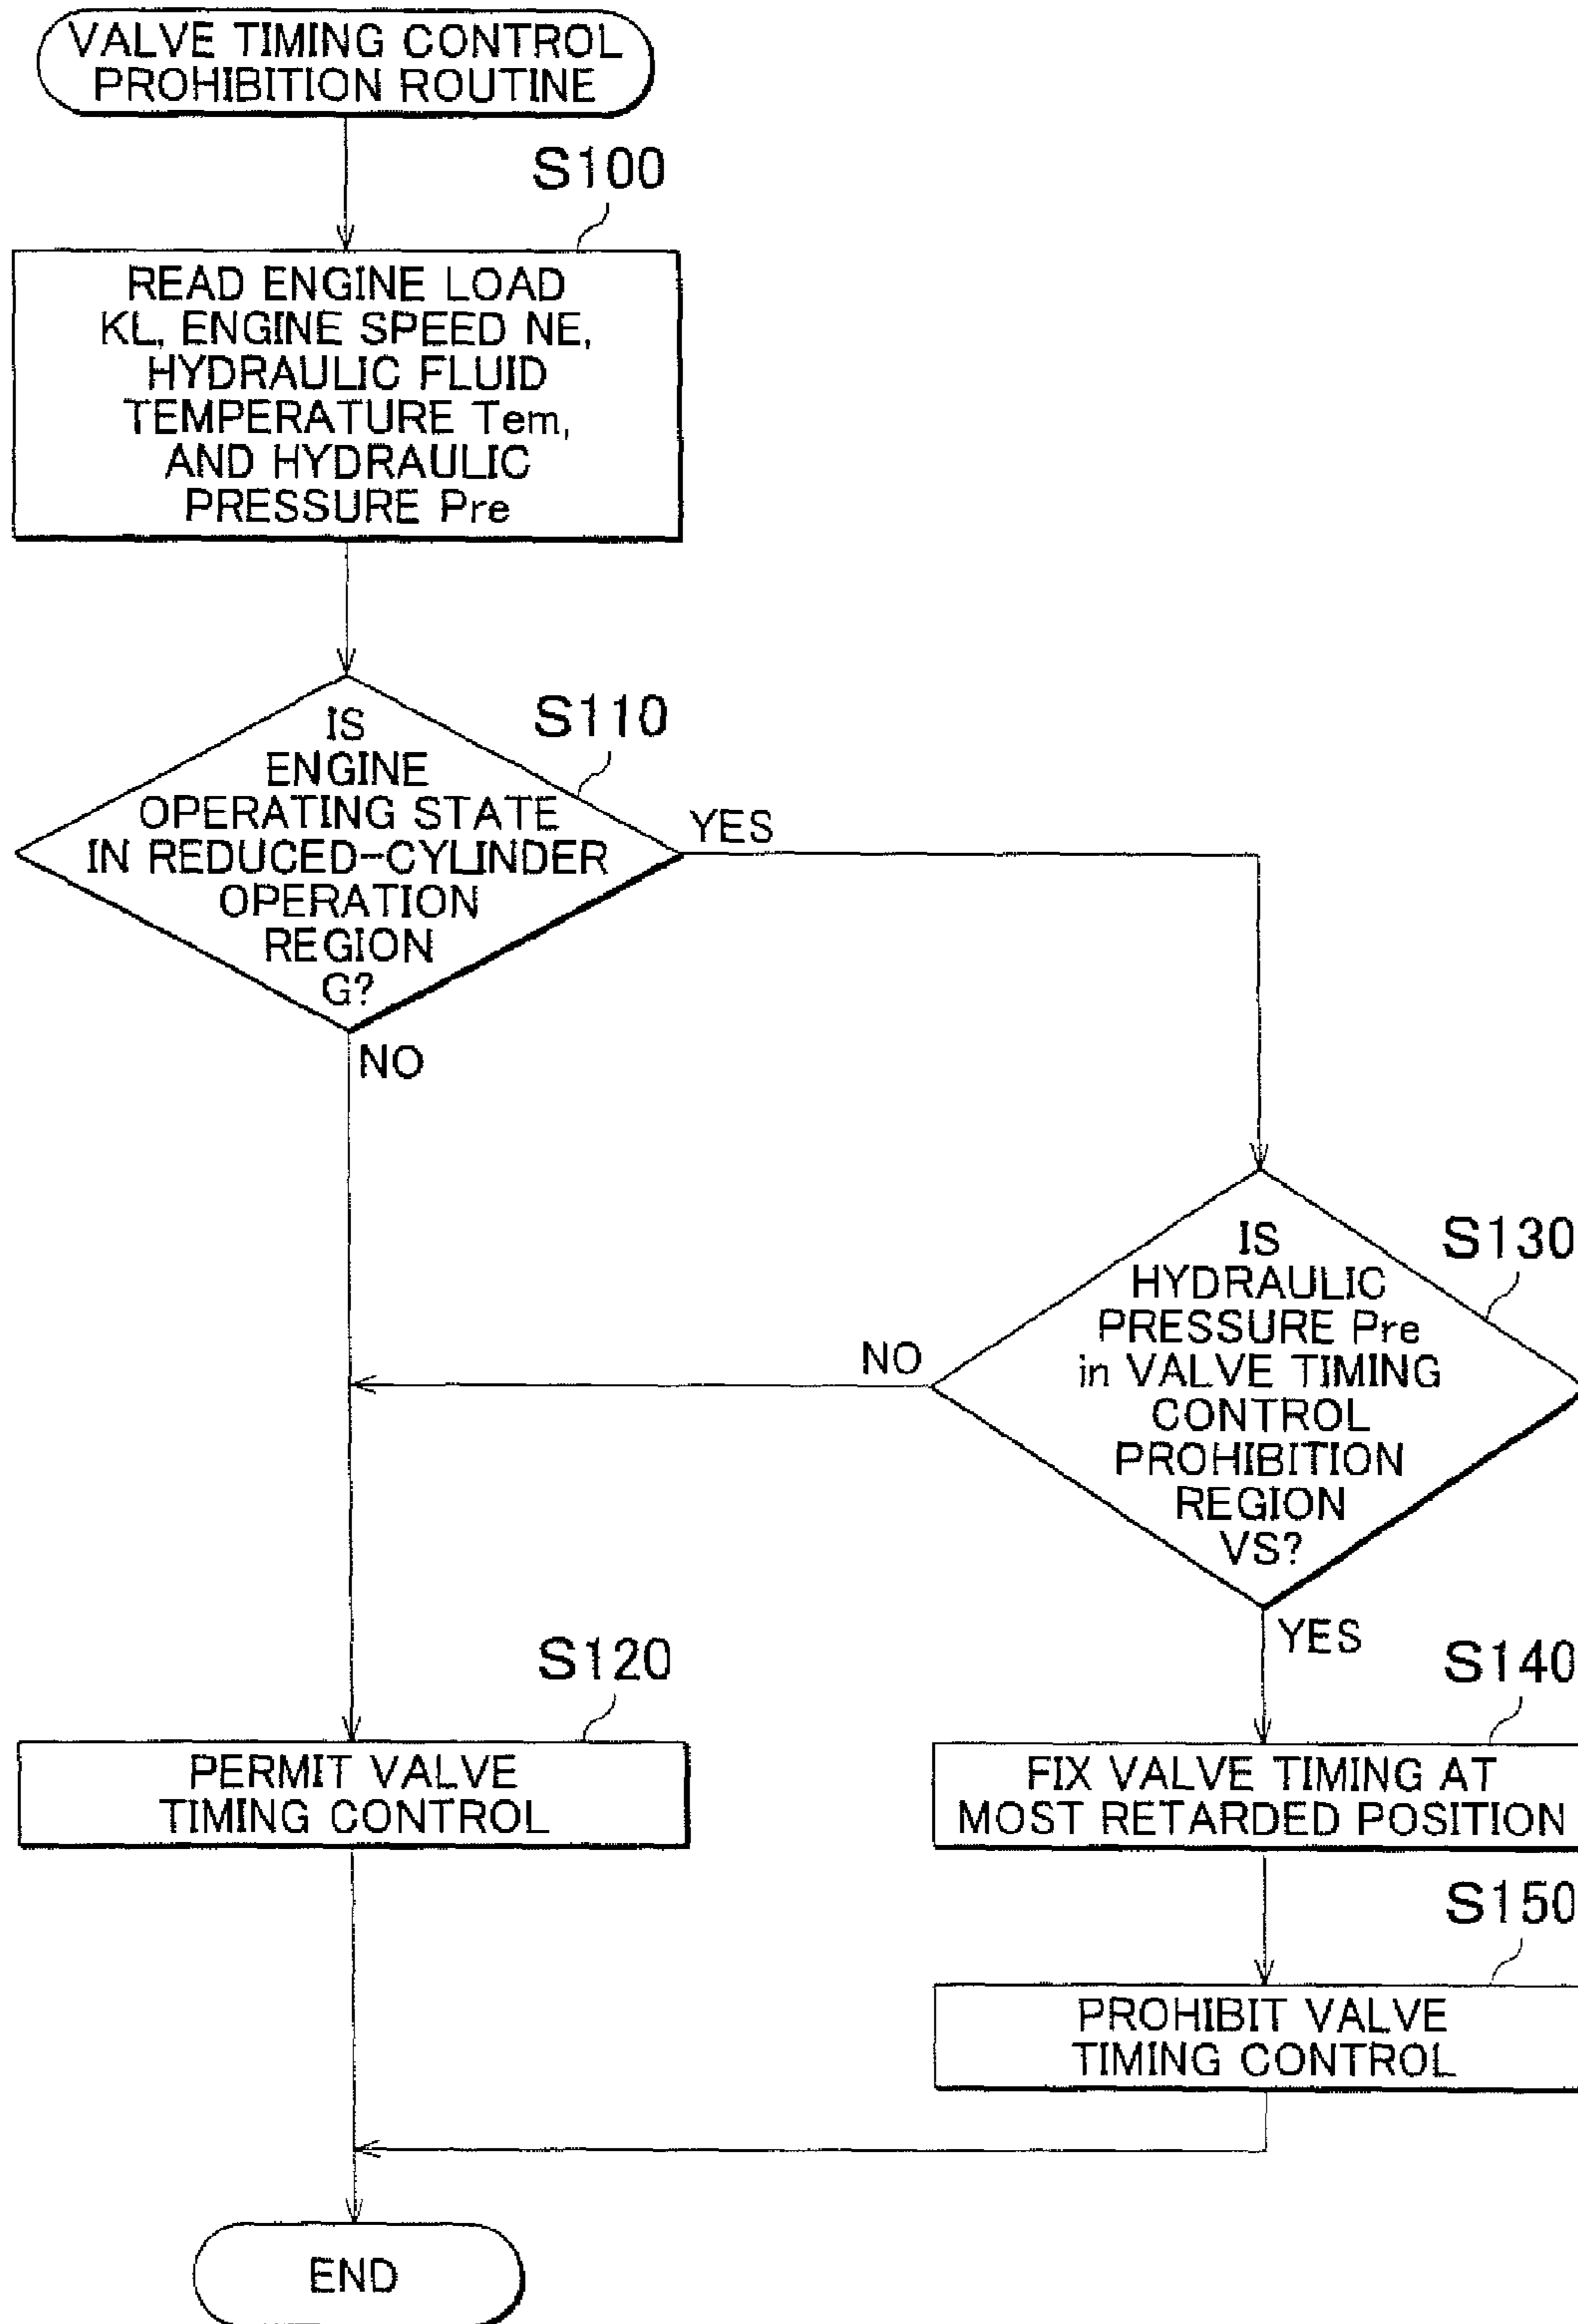 VALVE TIMING CONTROL
PROHIBITION ROUTINE
S100
READ ENGINE LOAD
KL, ENGINE SPEED NE,
HYDRAULIC FLUID
TEMPERATURE Tem,
AND HYDRAULIC
PRESSURE Pre
S110
IS
ENGINE
OPERATING STATE
IN REDUCED-CYLINDER
OPERATION
REGION
G?
YES
NO
S130
IS
HYDRAULIC
PRESSURE Pre
in VALVE TIMING
CONTROL
PROHIBITION
REGION
VS?
NO
YES
S120
PERMIT VALVE
TIMING CONTROL
S140
FIX VALVE TIMING AT
MOST RETARDED POSITION
S150
PROHIBIT VALVE
TIMING CONTROL
END